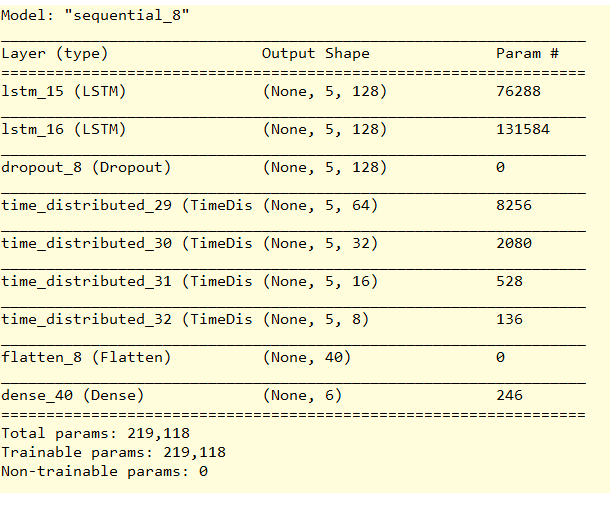 Model: "sequential_8"
_________________________________________________________________
Layer (type)                 Output Shape              Param #
=================================================================
lstm_15 (LSTM)               (None, 5, 128)            76288
_________________________________________________________________
lstm_16 (LSTM)               (None, 5, 128)            131584
_________________________________________________________________
dropout_8 (Dropout)          (None, 5, 128)            0
_________________________________________________________________
time_distributed_29 (TimeDis (None, 5, 64)             8256
_________________________________________________________________
time_distributed_30 (TimeDis (None, 5, 32)             2080
_________________________________________________________________
time_distributed_31 (TimeDis (None, 5, 16)             528
_________________________________________________________________
time_distributed_32 (TimeDis (None, 5, 8)              136
_________________________________________________________________
flatten_8 (Flatten)          (None, 40)                0
_________________________________________________________________
dense_40 (Dense)             (None, 6)                 246
=================================================================
Total params: 219,118
Trainable params: 219,118
Non-trainable params: 0